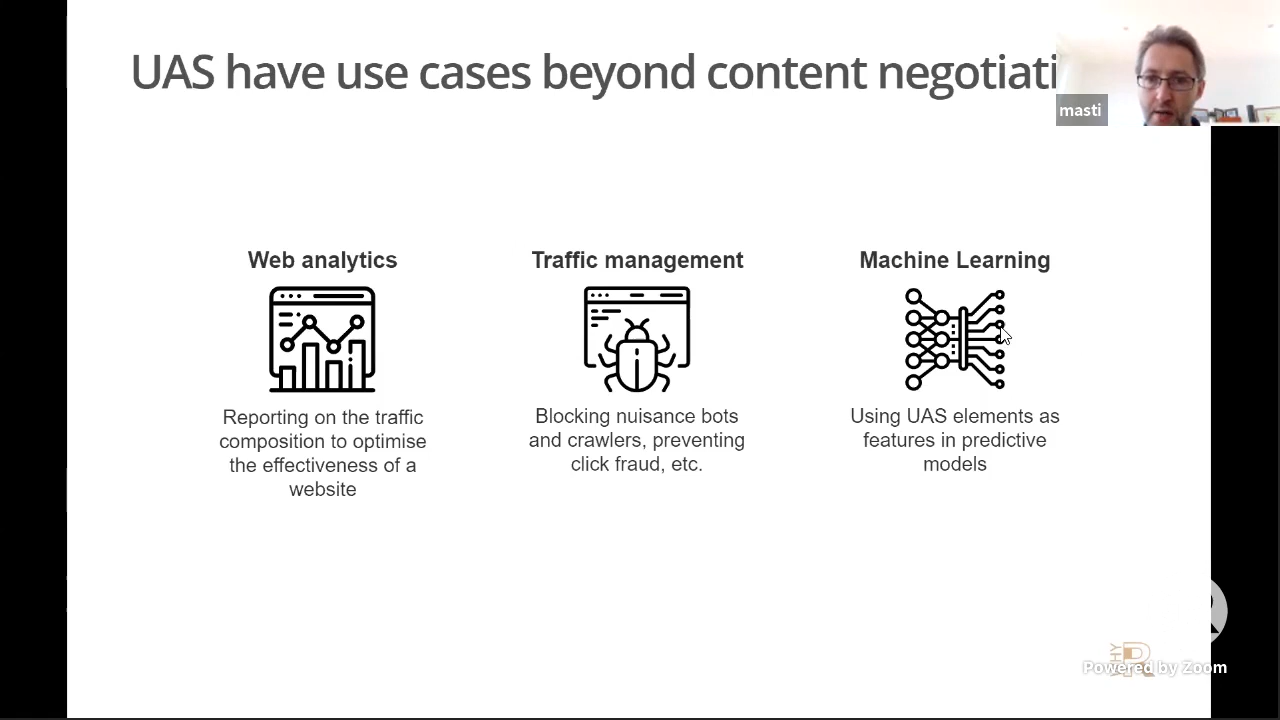 UAS have use cases beyond content negotiati
masti
Web analytics
Traffic management
Machine Learning
Reporting on the traffic
composition to optimise
the effectiveness of a
website
Blocking nuisance bots
and crawlers, preventing
click fraud, etc.
Using UAS elements as
features in predictive
models
WHY
R
Powered by Zoom